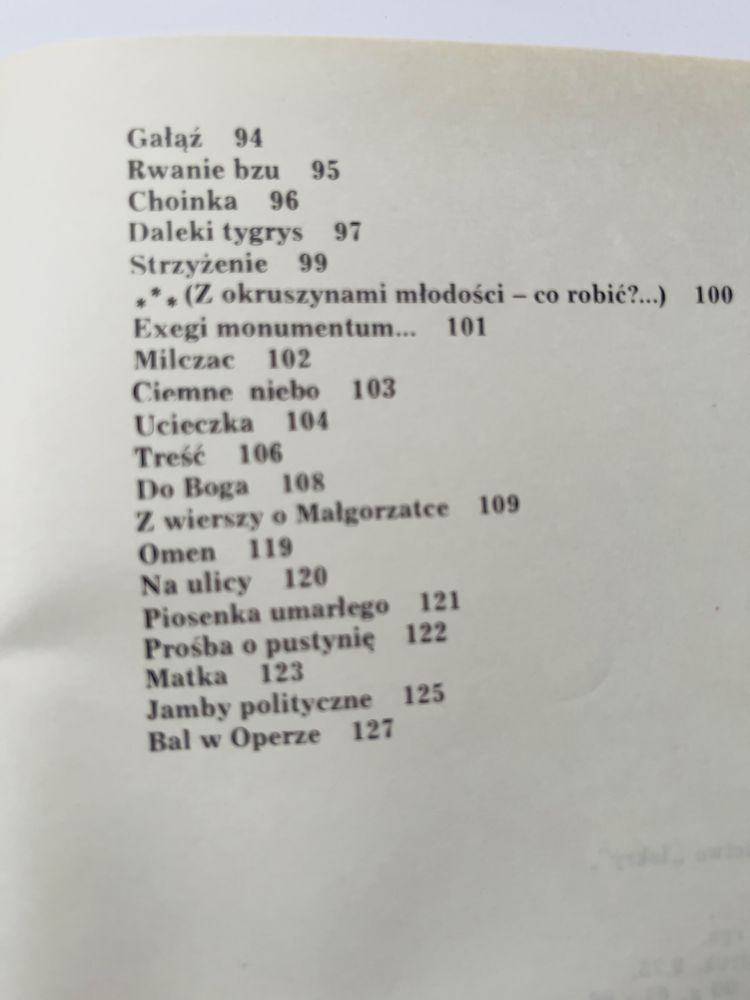 Gałąź 94
Rwanie bzu 95
Choinka 96
Daleki tygrys 97
Strzyżenie 99
*** (Z okruszynami młodości – co robić?...) 100
Exegi monumentum... 101
Milczac 102
Ciemne niebo 103
Ucieczka 104
Treść 106
Do Boga 108
Z wierszy o Małgorzatce 109
Omen 119
Na ulicy 120
Piosenka umarłego 121
Prośba o pustynię 122
Matka 123
Jamby polityczne 125
Bal w Operze 127